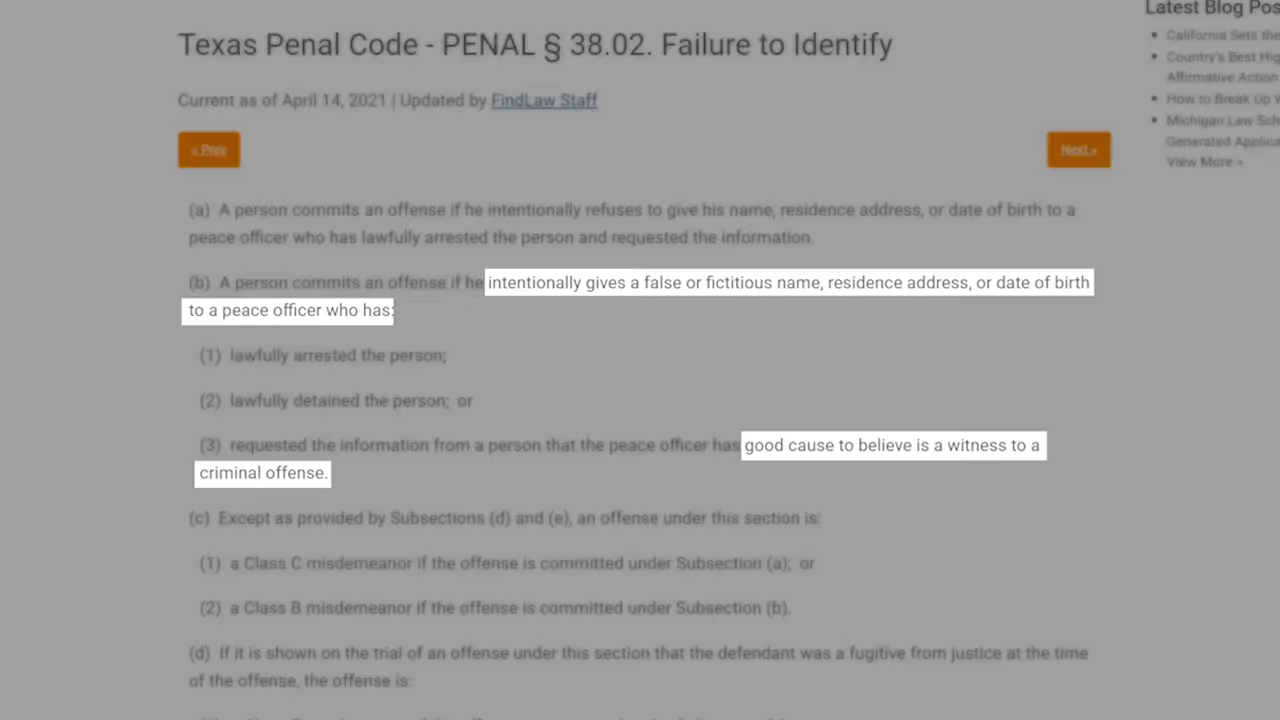 Latest Blog Pos
Texas Penal Code - PENAL § 38.02. Failure to Identify
California Sets the
Country's Best Hig
Affirmative Action
Current as of April 14, 2021 | Updated by FindLaw Staff
How to Break Up
Michigan Law Sch
Generated Applica
« Prev
Next »
View More »
(a) A person commits an offense if he intentionally refuses to give his name, residence address, or date of birth to a
peace officer who has lawfully arrested the person and requested the information.
(b) A person commits an offense if he intentionally gives a false or fictitious name, residence address, or date of birth
to a peace officer who has:
(1) lawfully arrested the person;
(2) lawfully detained the person; or
(3) requested the information from a person that the peace officer has good cause to believe is a witness to a
criminal offense.
(c) Except as provided by Subsections (d) and (e), an offense under this section is:
(1) a Class C misdemeanor if the offense is committed under Subsection (a); or
(2) a Class B misdemeanor if the offense is committed under Subsection (b).
(d) If it is shown on the trial of an offense under this section that the defendant was a fugitive from justice at the time
of the offense, the offense is: